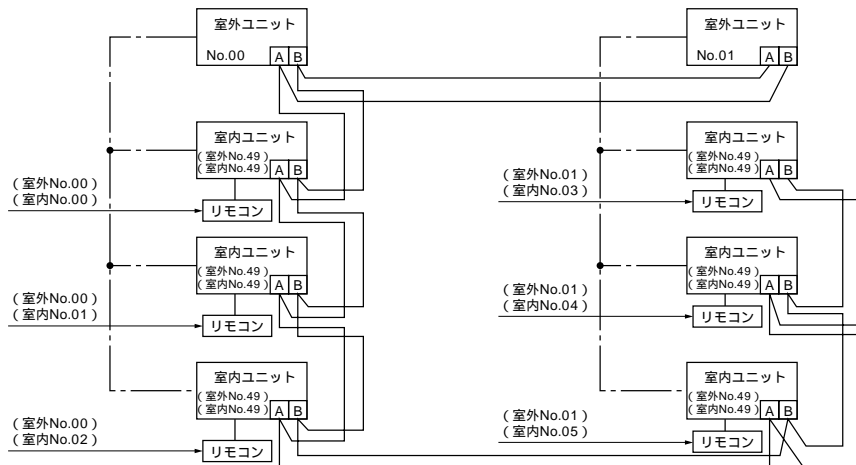 室外ユニット
No.00
A B
室外ユニット
No.01
A B
室内ユニット
(室外No.49)
(室内No.49)
A B
(室外No.00)
(室内No.00)
リモコン
室内ユニット
(室外No.49)
(室内No.49)
A B
(室外No.01)
(室内No.03)
リモコン
室内ユニット
(室外No.49)
(室内No.49)
A B
(室外No.00)
(室内No.01)
リモコン
室内ユニット
(室外No.49)
(室内No.49)
A B
(室外No.01)
(室内No.04)
リモコン
室内ユニット
(室外No.49)
(室内No.49)
A B
(室外No.00)
(室内No.02)
リモコン
室内ユニット
(室外No.49)
(室内No.49)
A B
(室外No.01)
(室内No.05)
リモコン